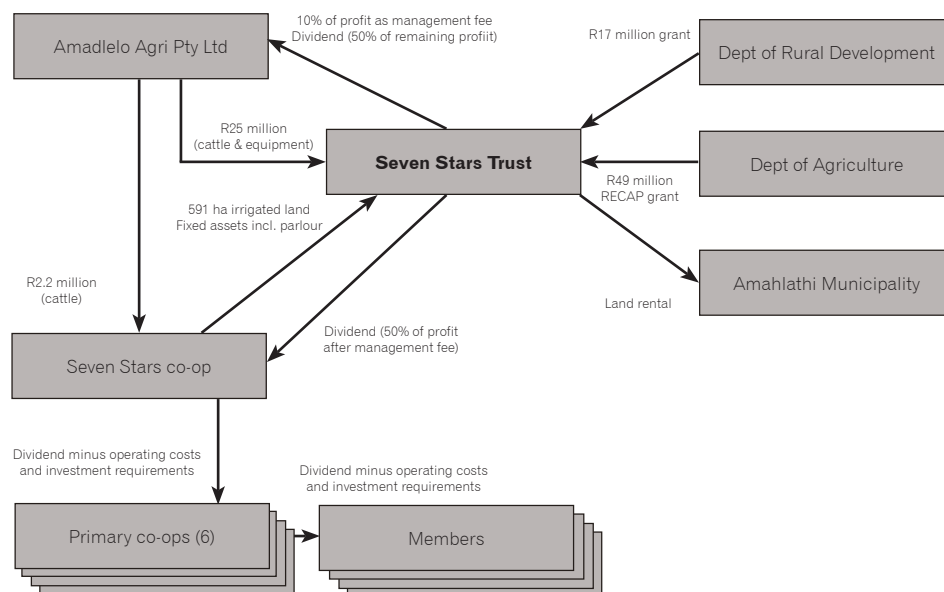 10% of profit as management fee
Dividend (50% of remaining profiit)
Amadlelo Agri Pty Ltd
R17 million grant
Dept of Rural Development
R25 million
(cattle & equipment)
Seven Stars Trust
Dept of Agriculture
R49 million
RECAP grant
591 ha irrigated land
Fixed assets incl. parlour
R2.2 million
(cattle)
Amahlathi Municipality
Land rental
Dividend (50% of profit
after management fee)
Seven Stars co-op
Dividend minus operating costs
and investment requirements
Dividend minus operating costs
and investment requirements
Primary co-ops (6)
Members